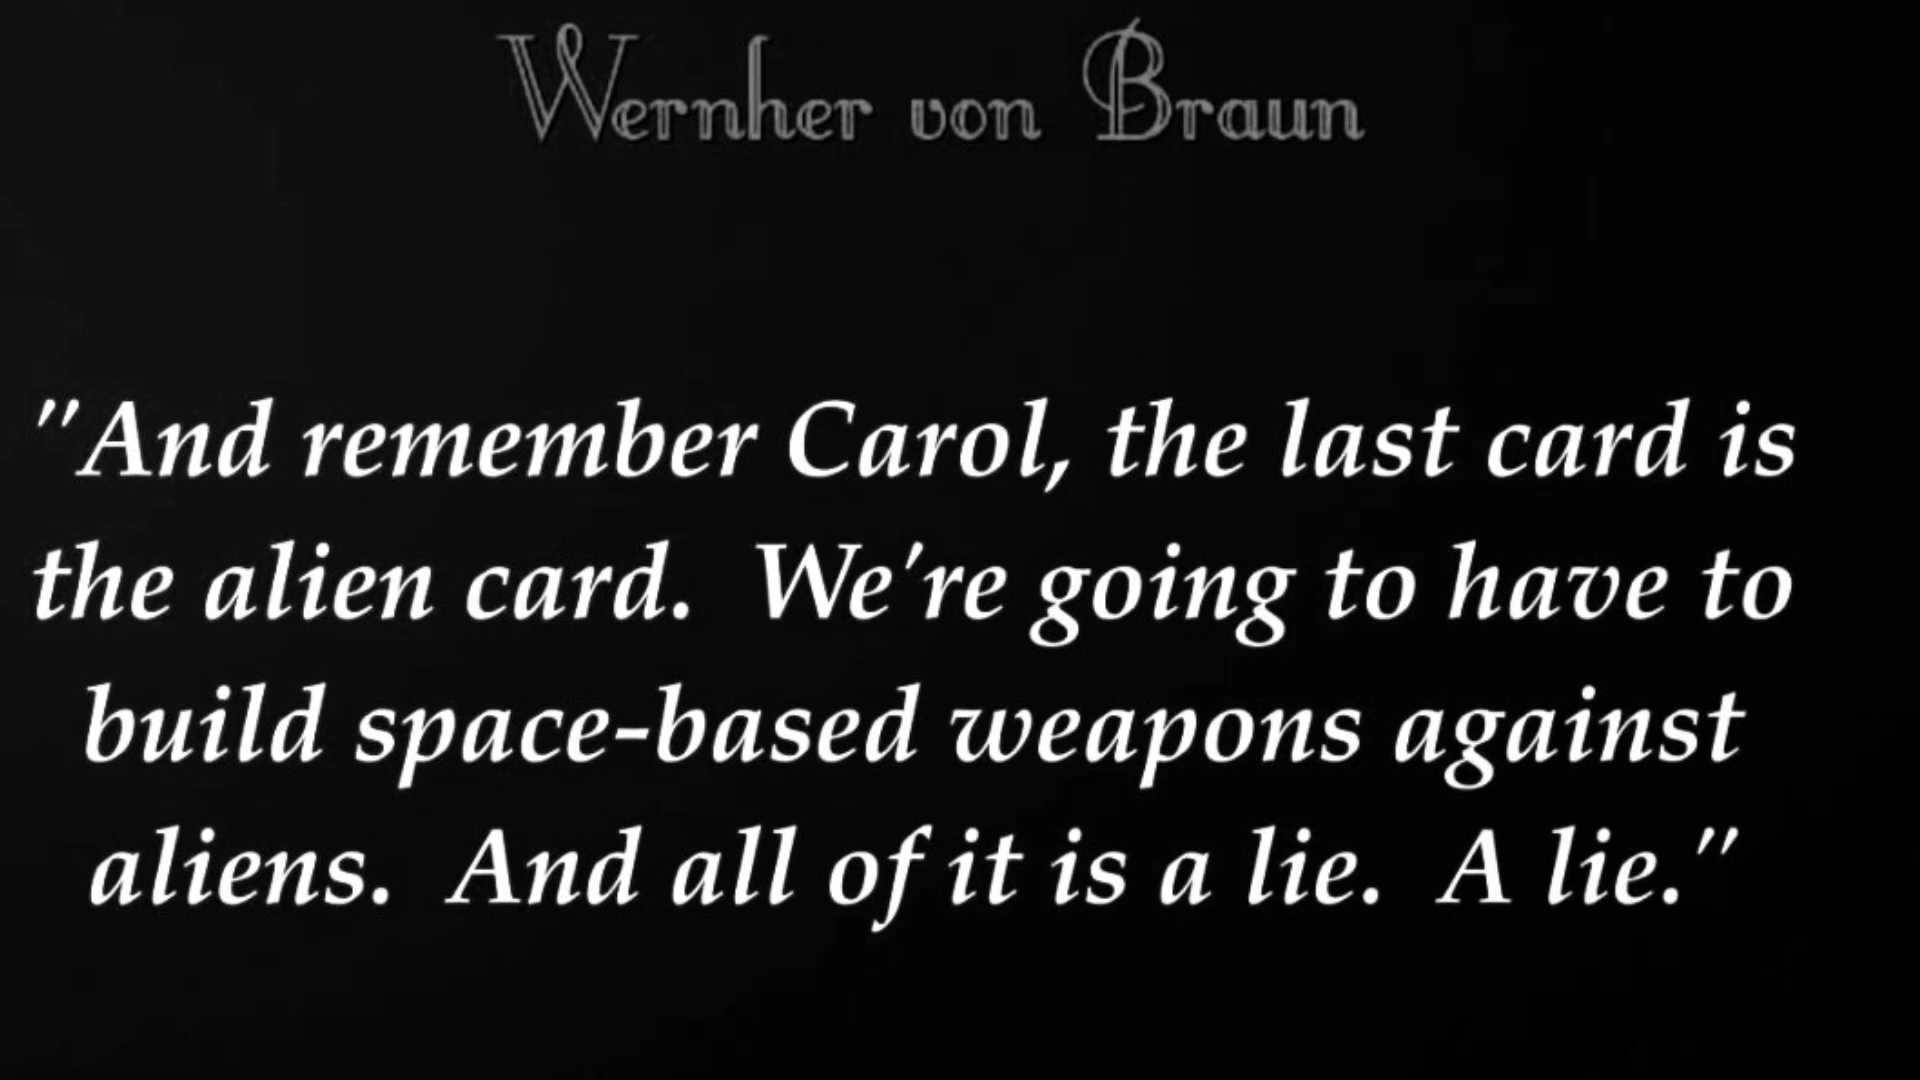 Wernher von Braun
"And remember Carol, the last card is
the alien card.  We're going to have to
build space-based weapons against
aliens.  And all of it is a lie.  A lie."